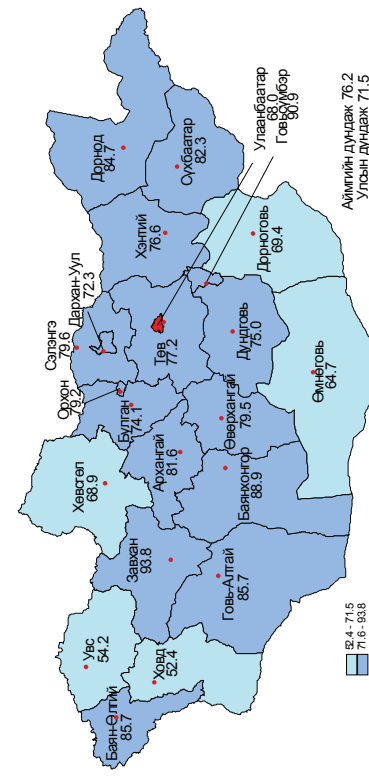 Увс
54.2
Баян-Өлгий
85.7
Ховд
52.4
Завхан
93.8
Говь-Алтай
85.7
Хөвсгөл
68.9
Архангай
81.6
Баянхонгор
88.9
Өвөрхангай
79.5
Орхон
79.2
Булган
74.1
Сэлэнгэ
79.6
Дархан-Уул
72.3
Төв
77.2
Дундговь
75.0
Өмнөговь
64.7
Хэнтий
76.6
Дорноговь
69.4
Дорнод
84.7
Сүхбаатар
82.3
Улаанбаатар
68.0
Говьсүмбэр
90.9
Аймгийн дундаж 76.2
Улсын дундаж 71.5
52.4 - 71.5
71.6 - 93.8